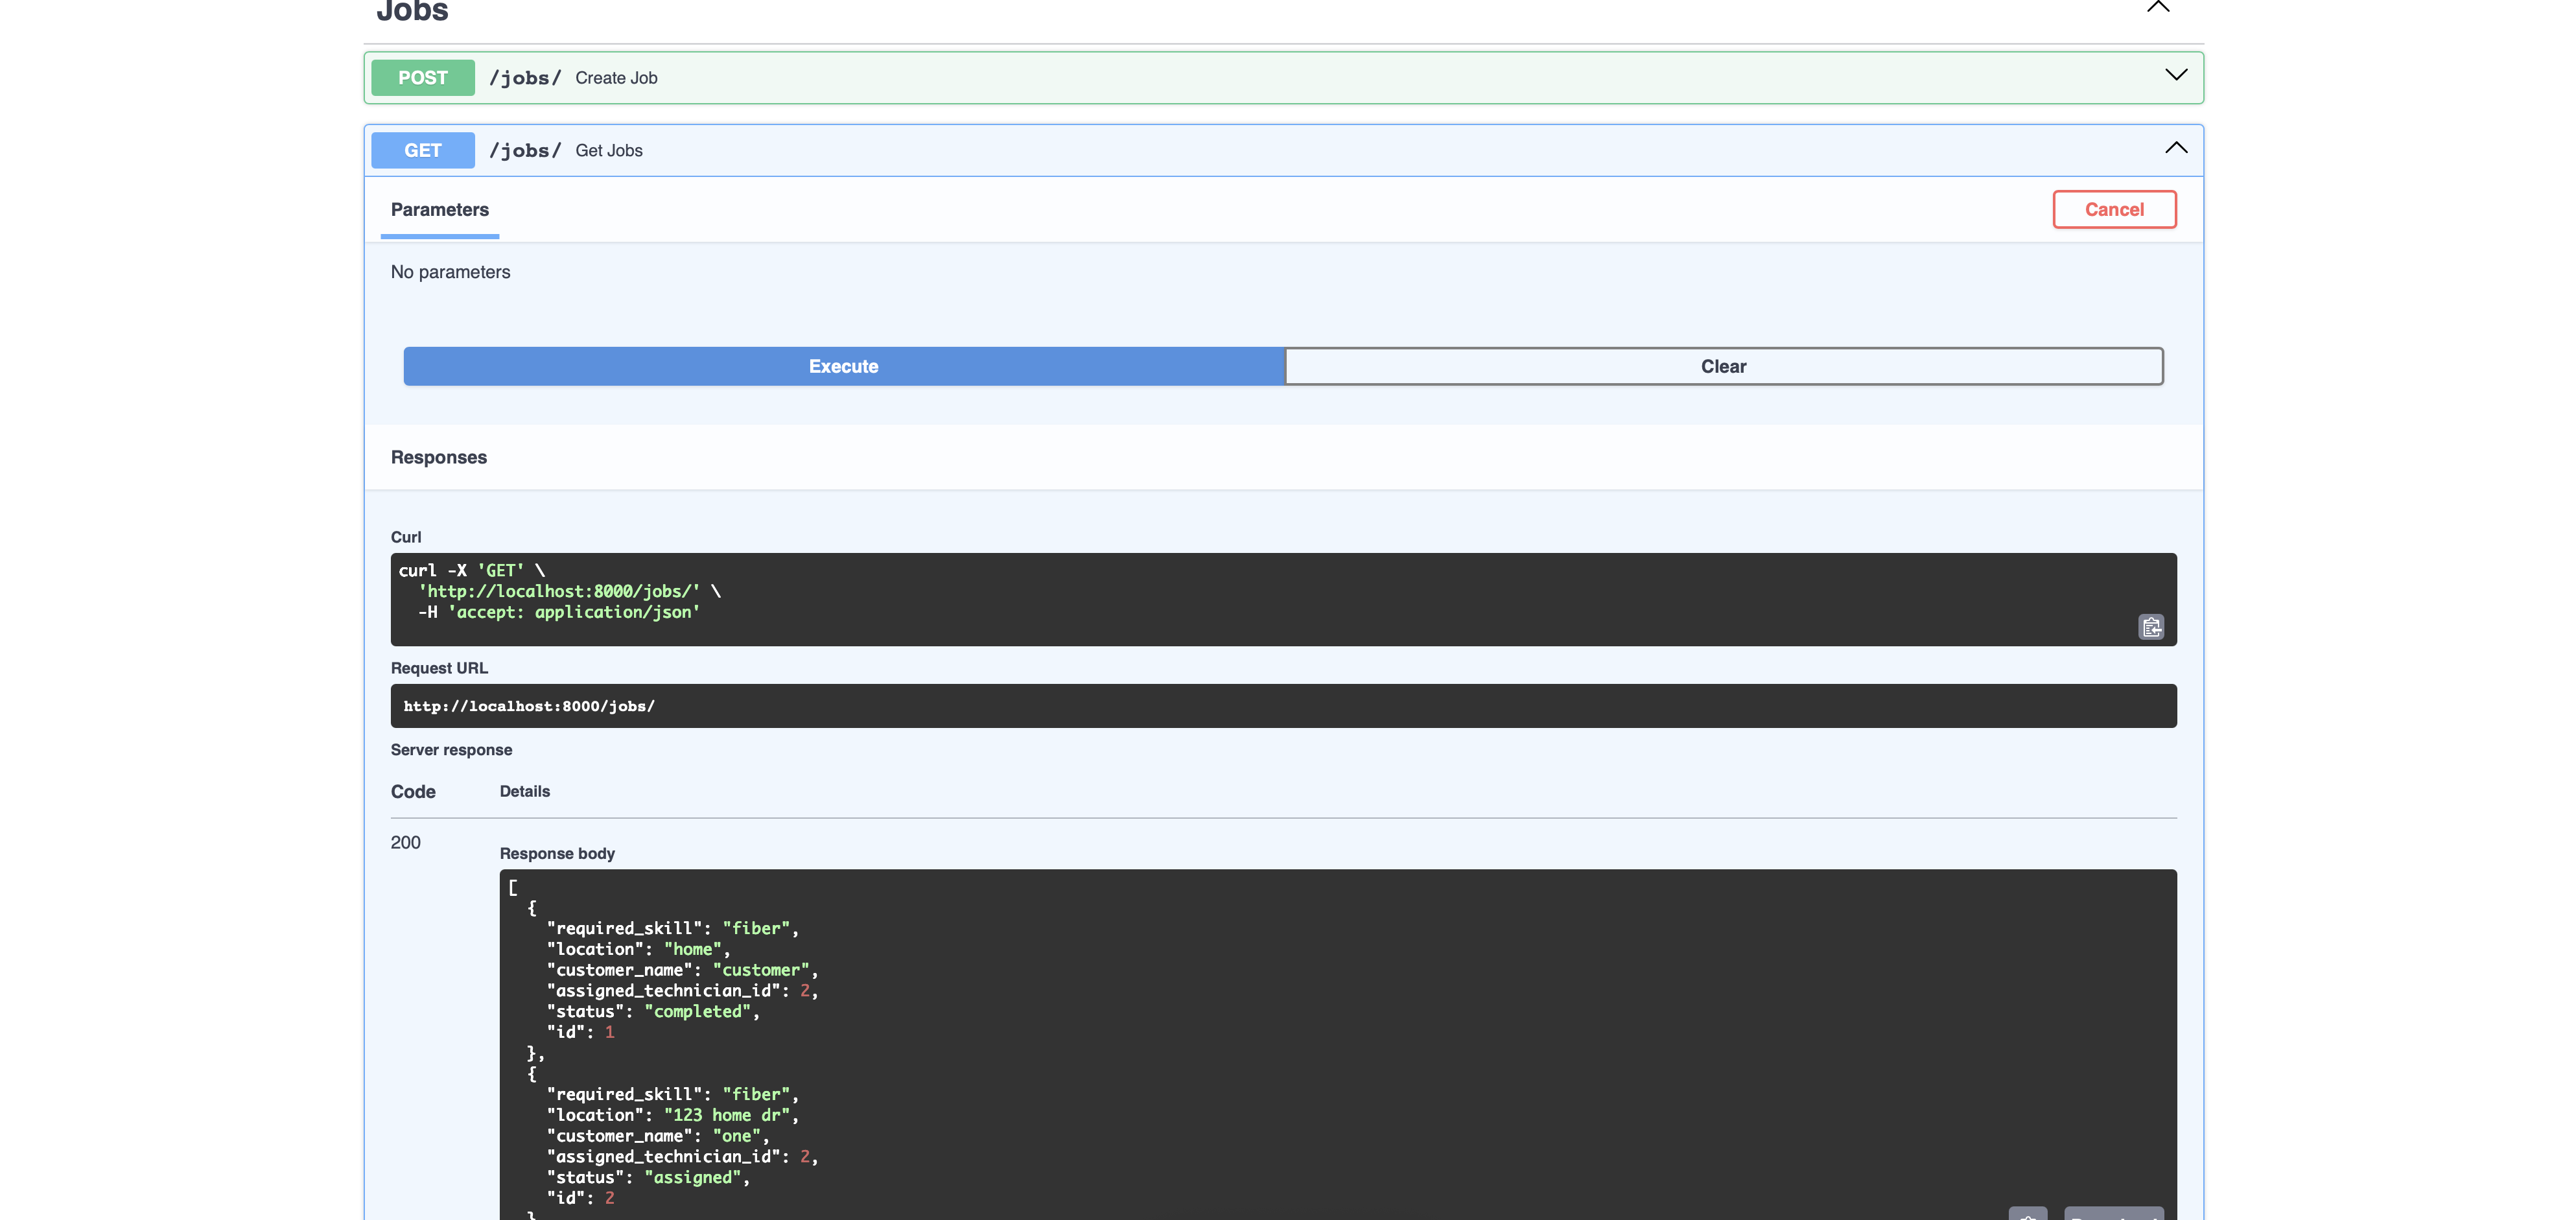 Jobs
POST /jobs/ Create Job
GET /jobs/ Get Jobs
Parameters
Cancel
No parameters
Execute
Clear
Responses
Curl
curl -X 'GET' \
  'http://localhost:8000/jobs/' \
  -H 'accept: application/json'
Request URL
http://localhost:8000/jobs/
Server response
Code Details
200
Response body
[
  {
    "required_skill": "fiber",
    "location": "home",
    "customer_name": "customer",
    "assigned_technician_id": 2,
    "status": "completed",
    "id": 1
  },
  {
    "required_skill": "fiber",
    "location": "123 home dr",
    "customer_name": "one",
    "assigned_technician_id": 2,
    "status": "assigned",
    "id": 2
  }